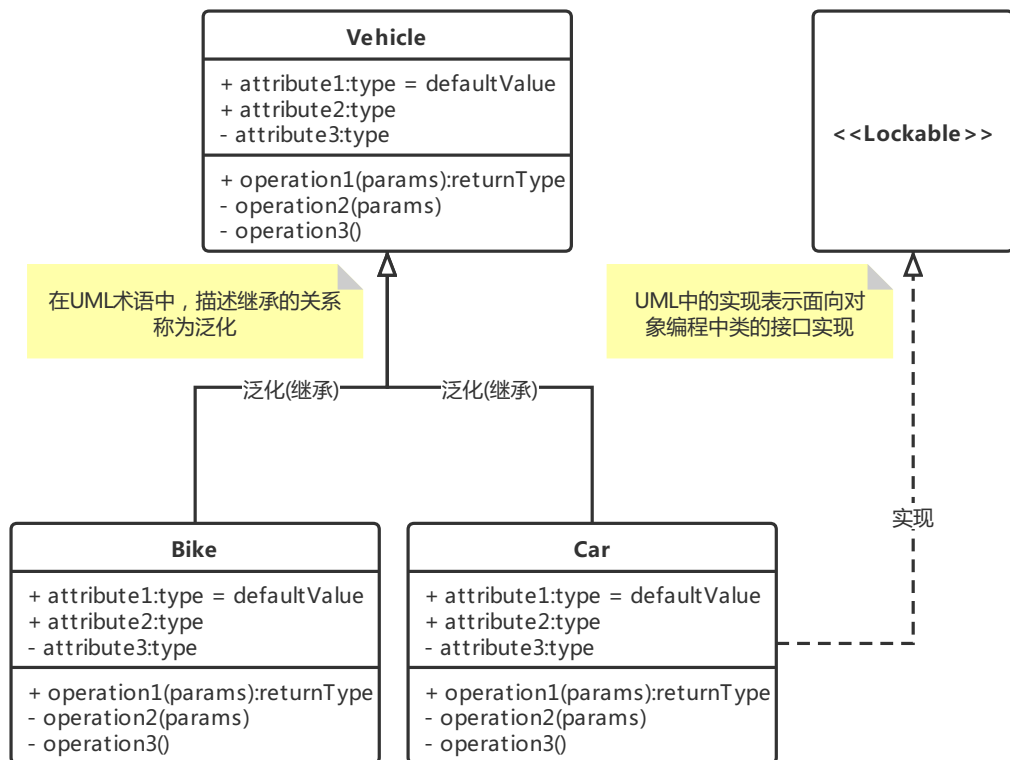 Vehicle
+ attribute1:type = defaultValue
+ attribute2:type
- attribute3:type
+ operation1(params):returnType
- operation2(params)
- operation3()
<<Lockable>>
在UML术语中，描述继承的关系
称为泛化
UML中的实现表示面向对
象编程中类的接口实现
泛化(继承)
泛化(继承)
实现
Bike
+ attribute1:type = defaultValue
+ attribute2:type
- attribute3:type
+ operation1(params):returnType
- operation2(params)
- operation3()
Car
+ attribute1:type = defaultValue
+ attribute2:type
- attribute3:type
+ operation1(params):returnType
- operation2(params)
- operation3()